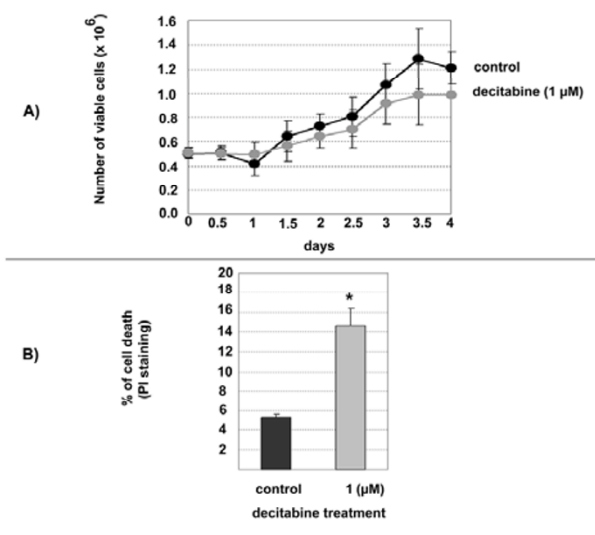 A)
Number of viable cells (x 10⁶)
1.6
1.4
1.2
1.0
0.8
0.6
0.4
0.2
0.0
0 0.5 1 1.5 2 2.5 3 3.5 4
days
control
decitabine (1 µM)
B)
% of cell death
(PI staining)
20
18
16
14
12
10
8
6
4
2
*
control 1 (µM)
decitabine treatment